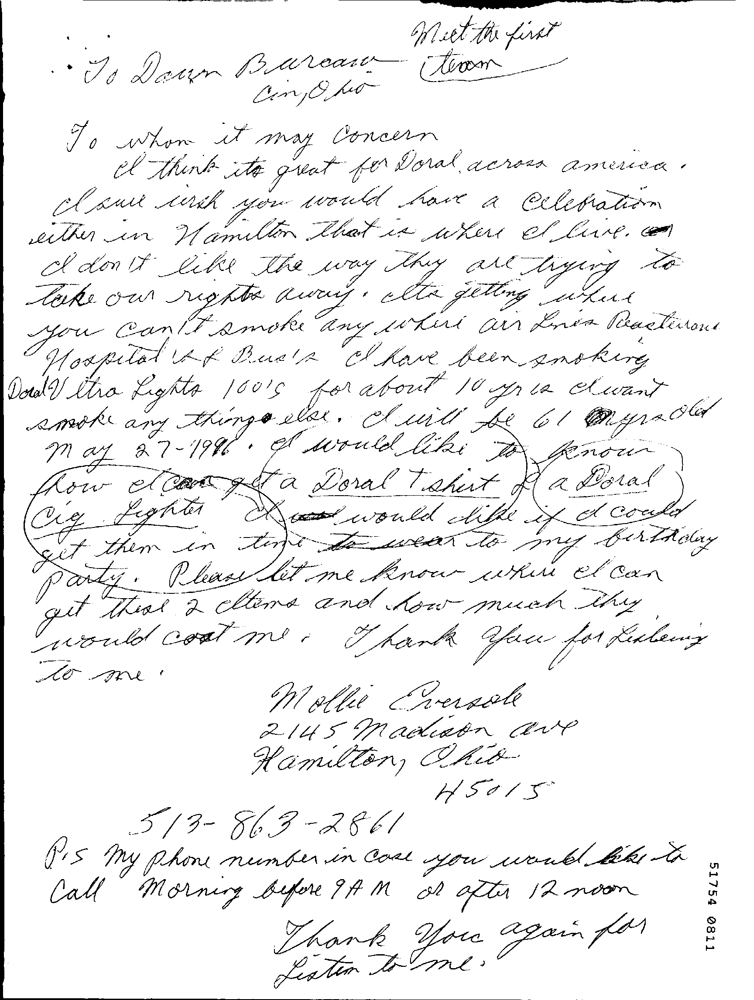 Meet the first
team
To Dawn Bureaw
Cin, Ohio
To whom it may Concern
I think its great for Doral across america.
I sure wish you would have a Celebration
either in Hamilton that is where I live.
I don't like the way they are trying to
take our rights away. Its getting where
you can't smoke any where air Lines
Hospital's & Bus's I have been smoking
Doral Ultra Lights 100's for about 10 yrs I want
smoke any things else. I will be 61 yrs old
May 27-1996. I would like to know
how I can get a Doral T shirt & a Doral
Cig. Lighter I would like if I could
get them in time to wear to my birthday
party. Please let me know where I can
get these 2 Items and how much they
would cost me. Thank You for Listening
to me.
Mollie Eversole
2145 Madison ave
Hamilton, Ohio
45015
513-863-2861
P.S My phone number in case you would like to
Call Morning before 9AM or after 12 noon
Thank You again for
Listen to me.
51754 0811